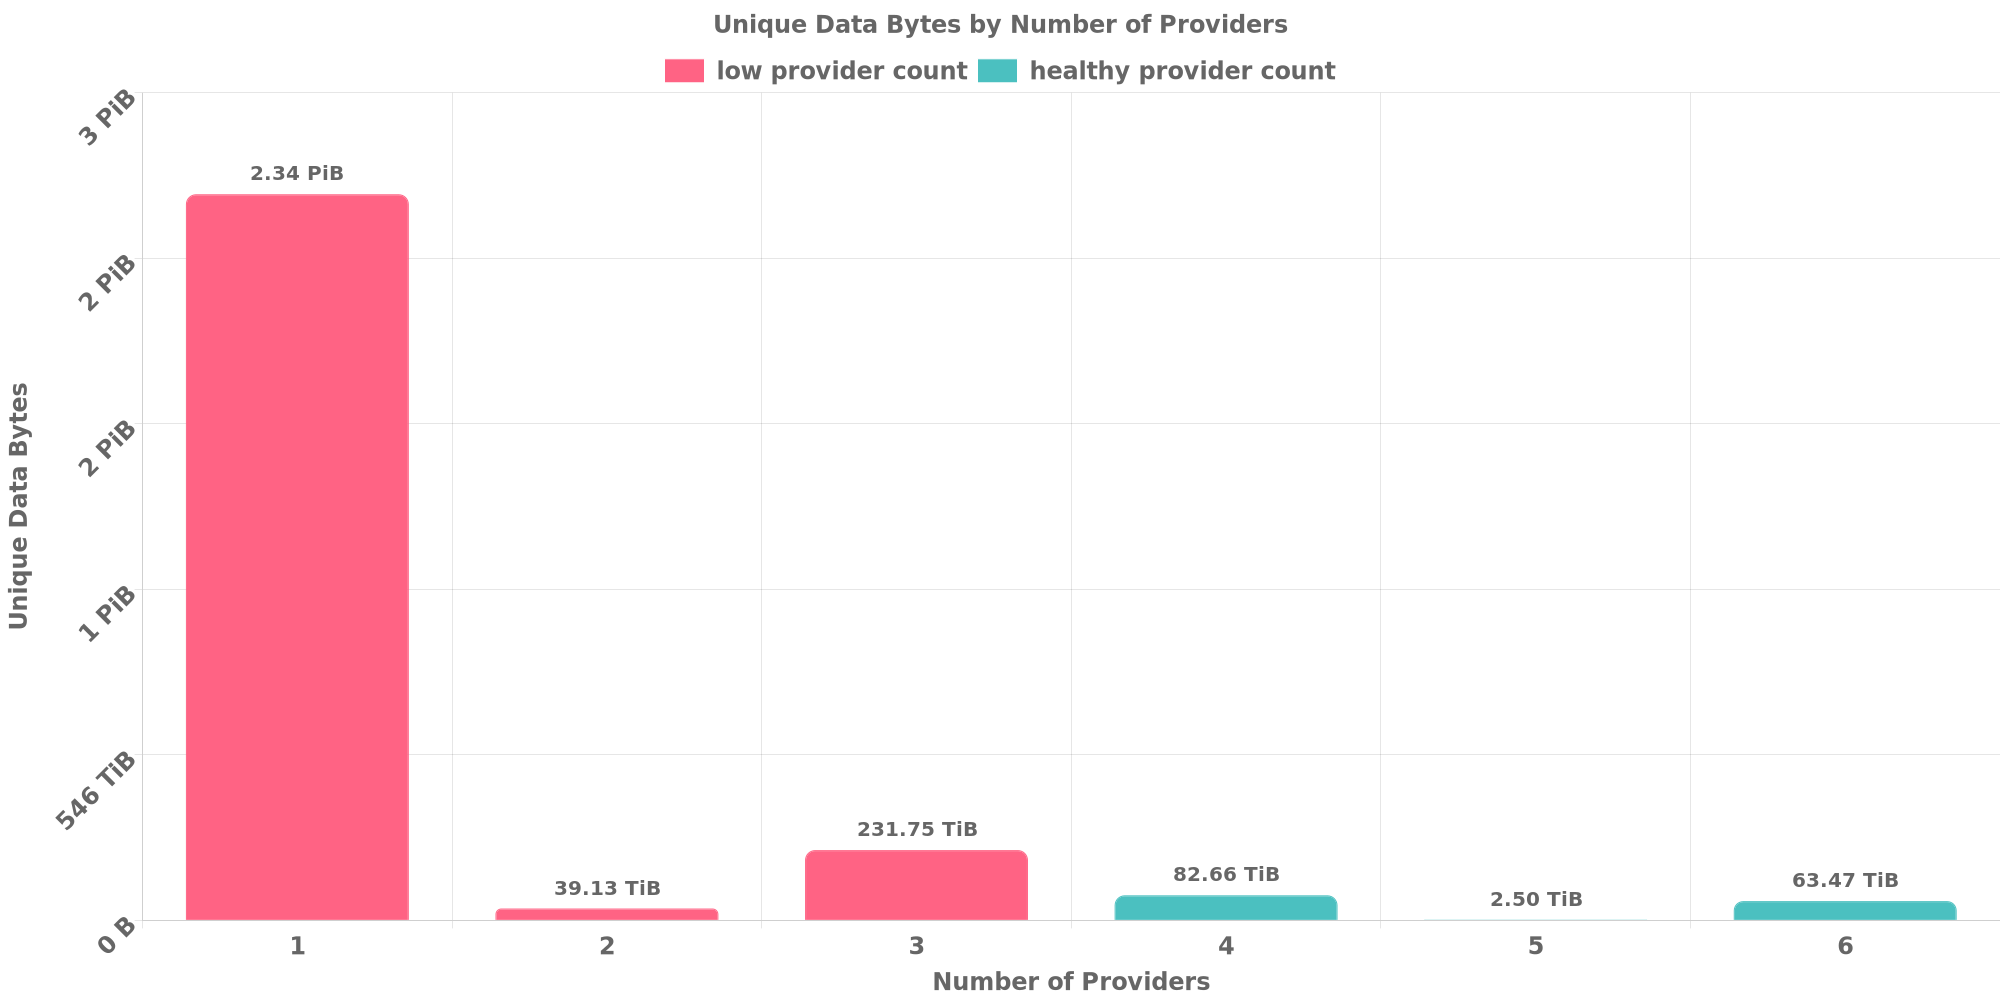 Unique Data Bytes by Number of Providers
low provider count healthy provider count
3 PiB
2 PiB
2 PiB
1 PiB
546 TiB
0 B
Unique Data Bytes
2.34 PiB
39.13 TiB
231.75 TiB
82.66 TiB
2.50 TiB
63.47 TiB
1 2 3 4 5 6
Number of Providers